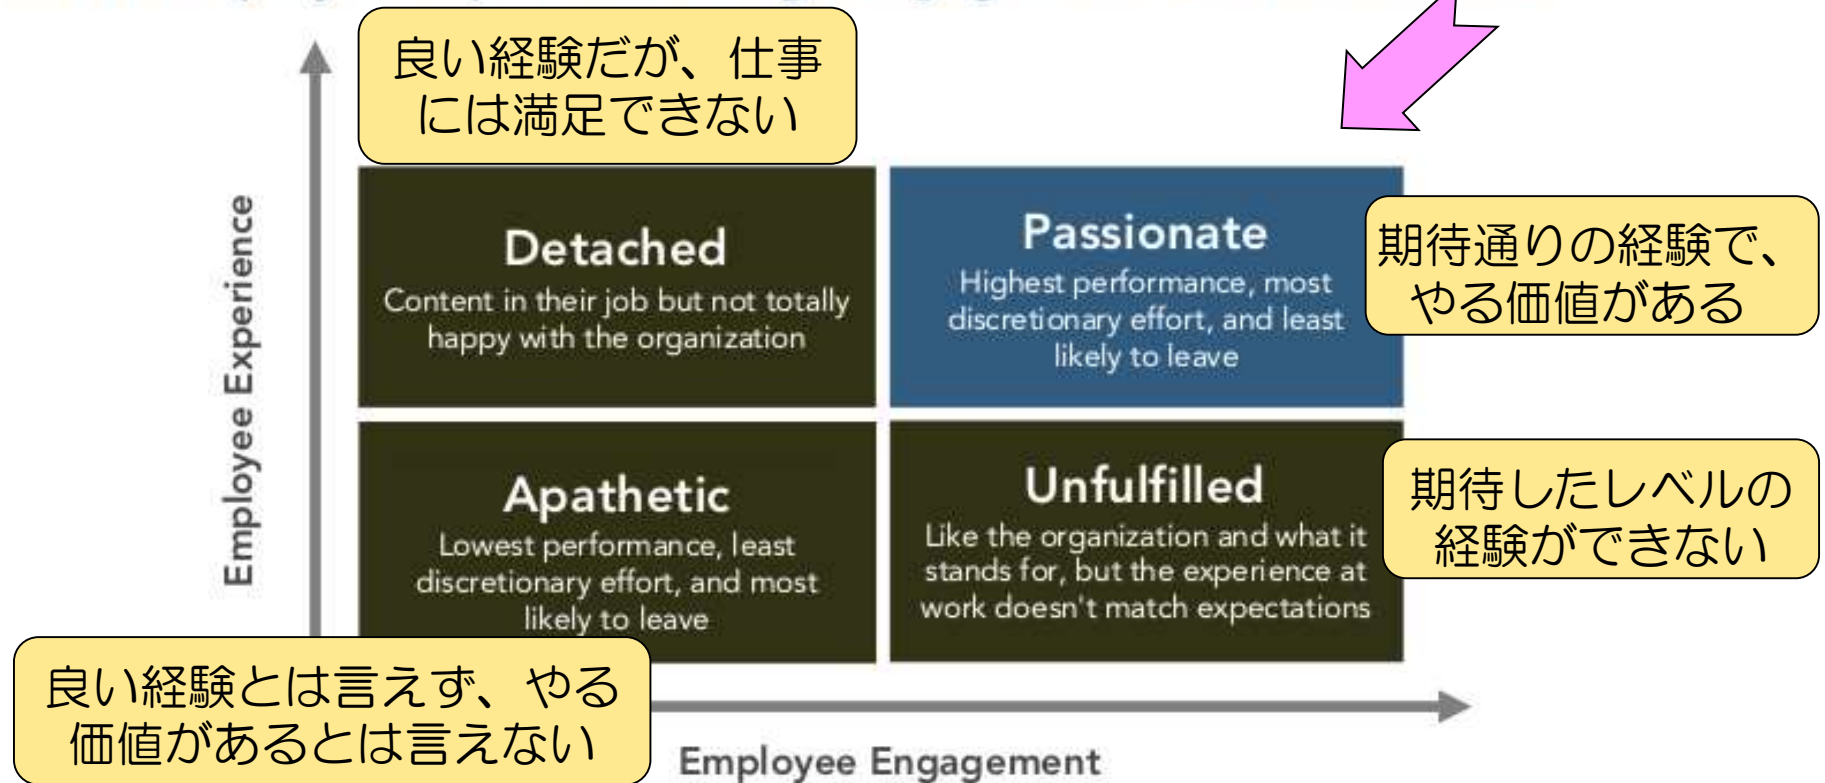 良い経験だが、仕事
には満足できない
Employee Experience
Detached
Content in their job but not totally
happy with the organization
Passionate
Highest performance, most
discretionary effort, and least
likely to leave
期待通りの経験で、
やる価値がある
Apathetic
Lowest performance, least
discretionary effort, and most
likely to leave
Unfulfilled
Like the organization and what it
stands for, but the experience at
work doesn't match expectations
期待したレベルの
経験ができない
良い経験とは言えず、やる
価値があるとは言えない
Employee Engagement